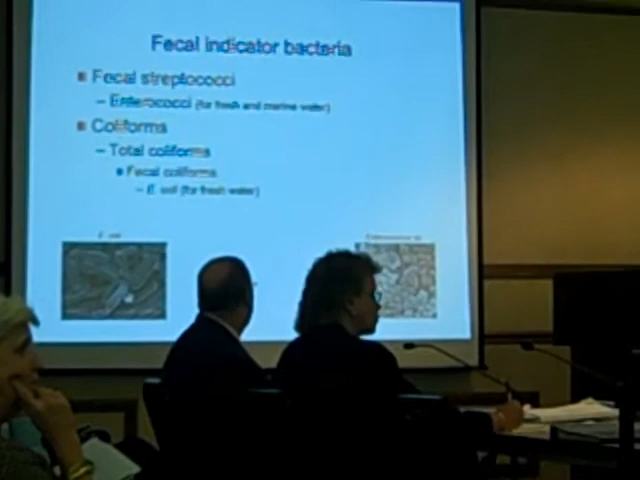 Fecal indicator bacteria
Fecal streptococci
– Enterococci (for fresh and marine water)
Coliforms
– Total coliforms
Fecal coliforms
– E. coli (for fresh water)
E. coli